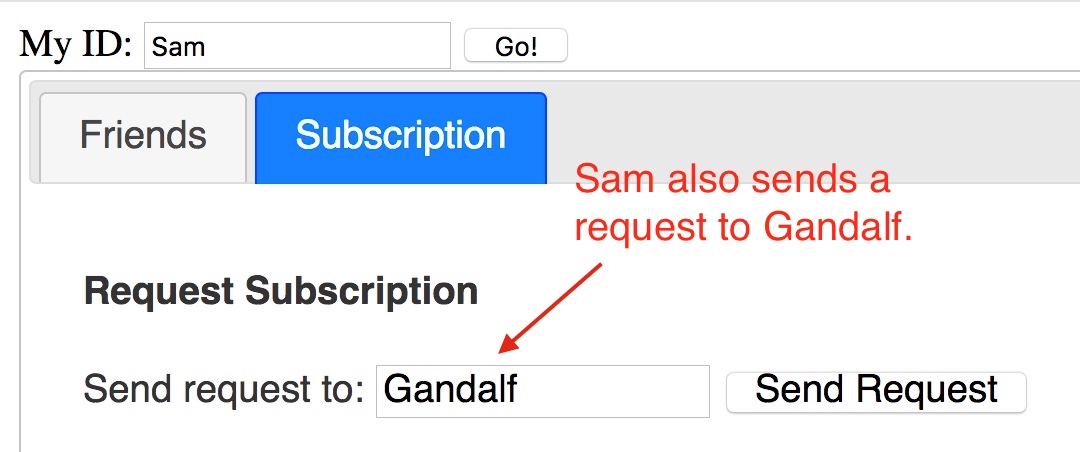 My ID: Sam Go!
Friends Subscription
Sam also sends a
request to Gandalf.
Request Subscription
Send request to: Gandalf Send Request